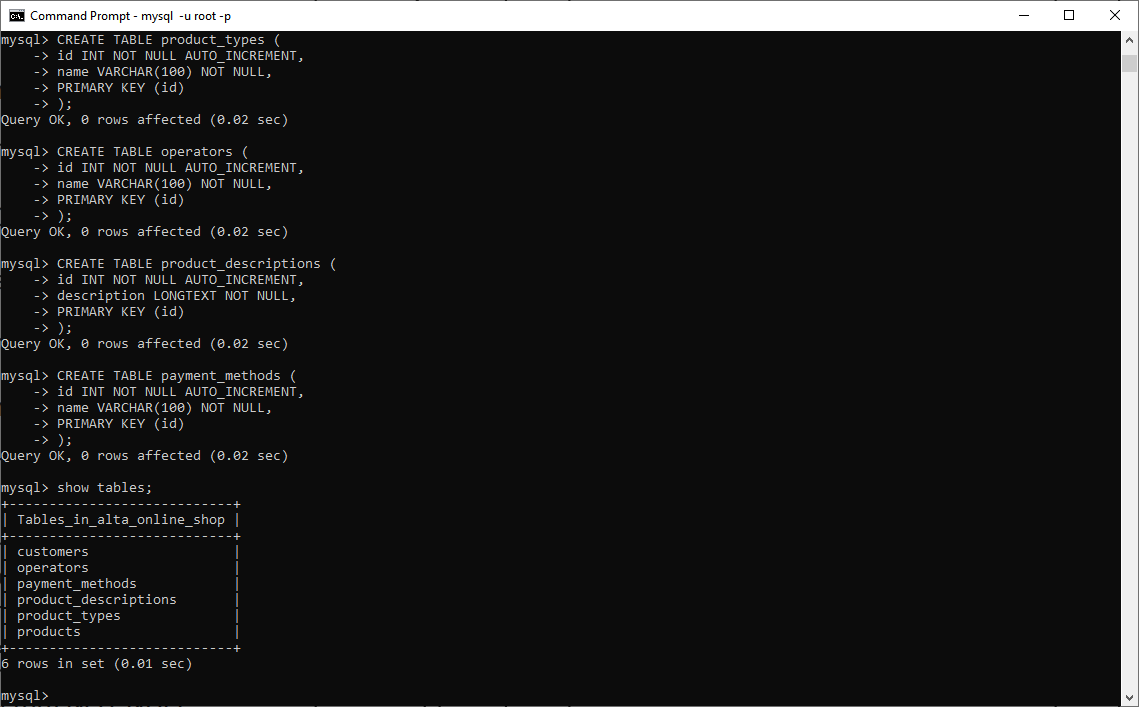 Command Prompt - mysql  -u root -p
mysql> CREATE TABLE product_types (
    -> id INT NOT NULL AUTO_INCREMENT,
    -> name VARCHAR(100) NOT NULL,
    -> PRIMARY KEY (id)
    -> );
Query OK, 0 rows affected (0.02 sec)

mysql> CREATE TABLE operators (
    -> id INT NOT NULL AUTO_INCREMENT,
    -> name VARCHAR(100) NOT NULL,
    -> PRIMARY KEY (id)
    -> );
Query OK, 0 rows affected (0.02 sec)

mysql> CREATE TABLE product_descriptions (
    -> id INT NOT NULL AUTO_INCREMENT,
    -> description LONGTEXT NOT NULL,
    -> PRIMARY KEY (id)
    -> );
Query OK, 0 rows affected (0.02 sec)

mysql> CREATE TABLE payment_methods (
    -> id INT NOT NULL AUTO_INCREMENT,
    -> name VARCHAR(100) NOT NULL,
    -> PRIMARY KEY (id)
    -> );
Query OK, 0 rows affected (0.02 sec)

mysql> show tables;
+----------------------------+
| Tables_in_alta_online_shop |
+----------------------------+
| customers                  |
| operators                  |
| payment_methods            |
| product_descriptions       |
| product_types              |
| products                   |
+----------------------------+
6 rows in set (0.01 sec)

mysql>